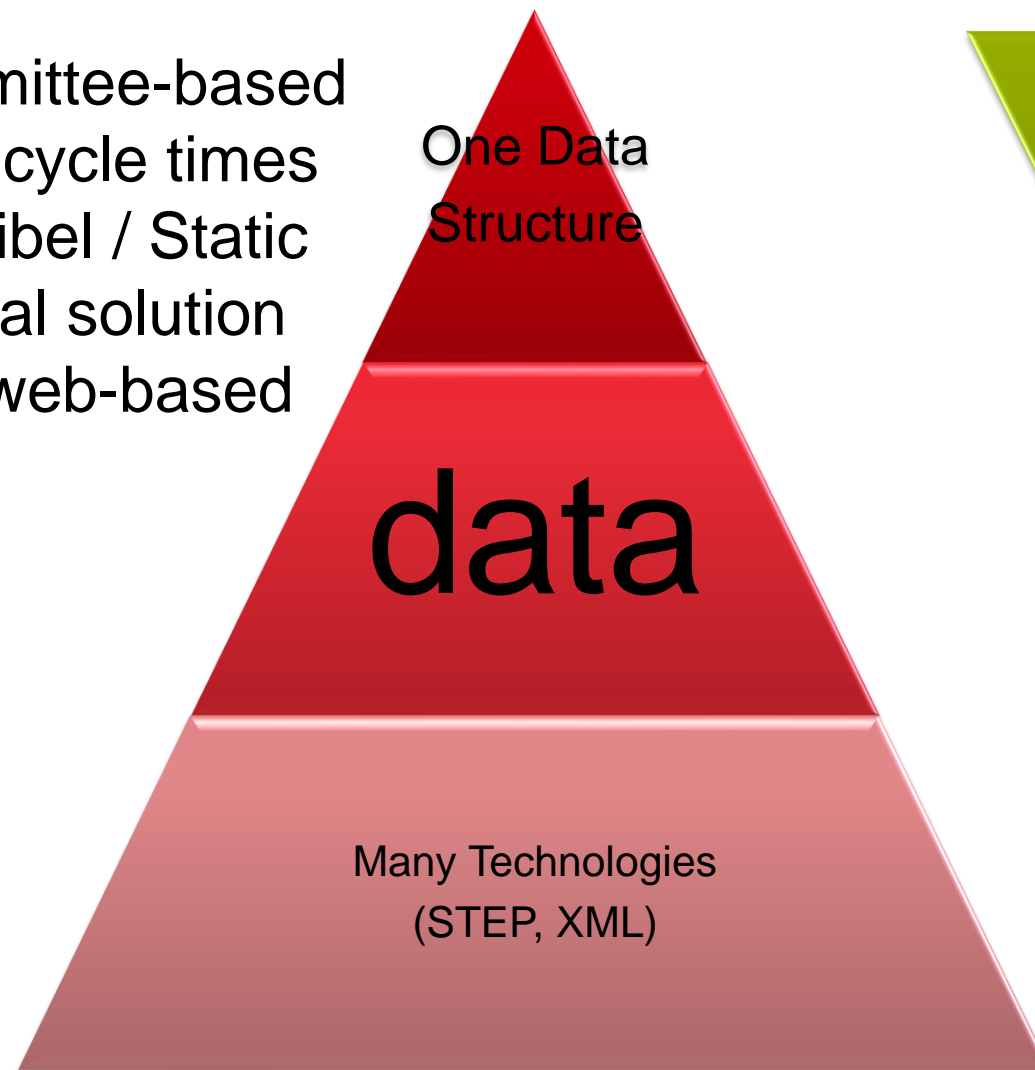 mittee-based
cycle times
ibel / Static
al solution
web-based
One Data
Structure
data
Many Technologies
(STEP, XML)